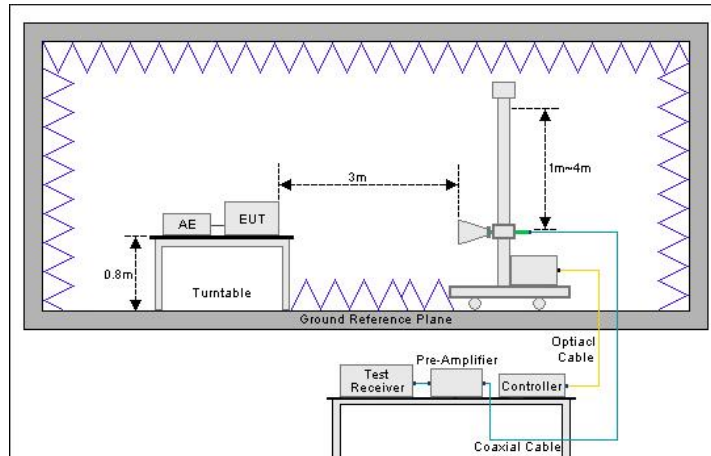 3m
1m~4m
AE
EUT
0.8m
Turntable
Ground Reference Plane
Optiacl
Cable
Pre-Amplifier
Test
Receiver
Controller
Coaxial Cable